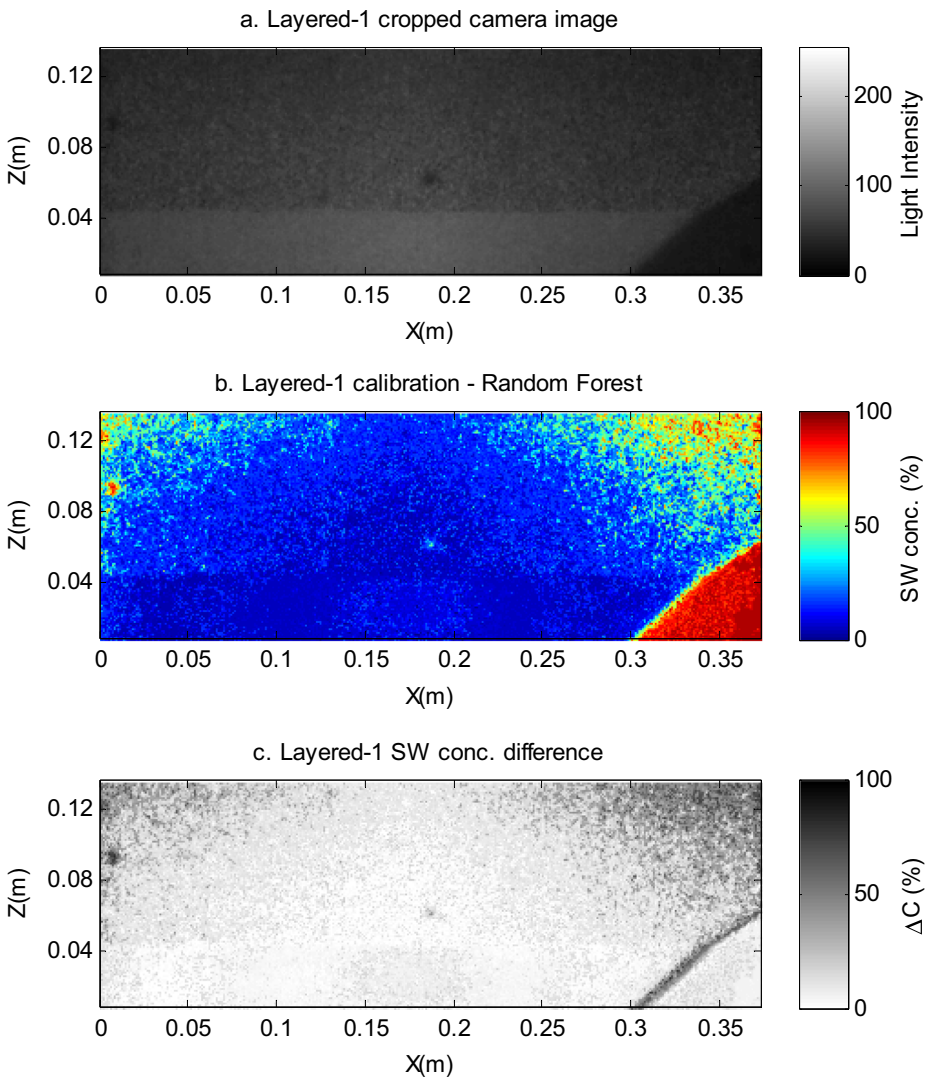 a. Layered-1 cropped camera image
0.12
0.08
0.04
Z(m)
0 0.05 0.1 0.15 0.2 0.25 0.3 0.35
X(m)
200
100
0
Light Intensity
b. Layered-1 calibration - Random Forest
0.12
0.08
0.04
Z(m)
0 0.05 0.1 0.15 0.2 0.25 0.3 0.35
X(m)
100
50
0
SW conc. (%)
c. Layered-1 SW conc. difference
0.12
0.08
0.04
Z(m)
0 0.05 0.1 0.15 0.2 0.25 0.3 0.35
X(m)
100
50
0
ΔC (%)